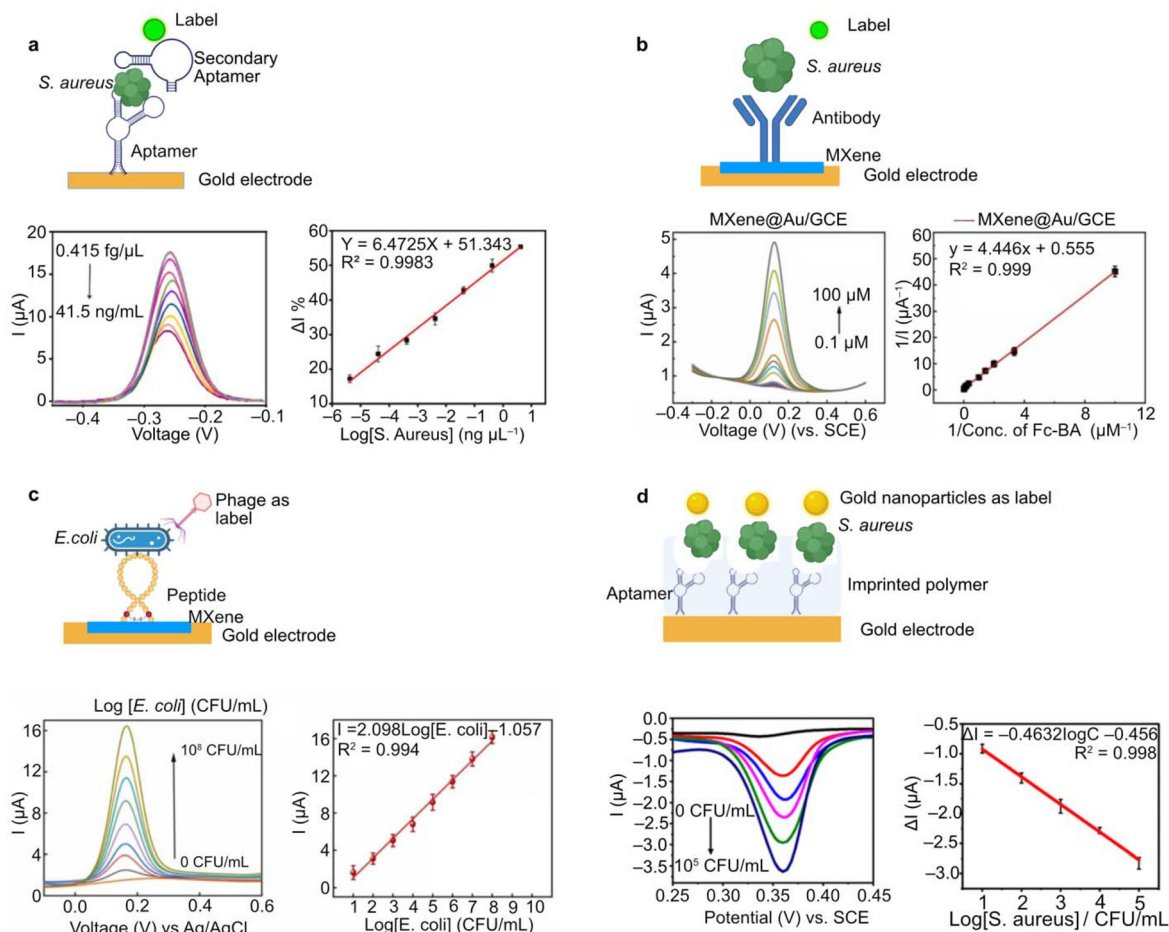 a
Label
Secondary
Aptamer
S. aureus
Aptamer
Gold electrode
0.415 fg/µL
41.5 ng/mL
20
15
10
5
0
I (µA)
−0.4
−0.3
−0.2
−0.1
Voltage (V)
Y = 6.4725X + 51.343
R² = 0.9983
60
50
40
30
20
10
ΔI %
−6 −5 −4 −3 −2 −1 0 1
Log[S. Aureus] (ng µL⁻¹)
b
Label
S. aureus
Antibody
MXene
Gold electrode
MXene@Au/GCE
5
4
3
2
1
0
I (µA)
100 µM
0.1 µM
−0.4 −0.2 0.0 0.2 0.4 0.6
Voltage (V) (vs. SCE)
MXene@Au/GCE
y = 4.446x + 0.555
R² = 0.999
60
50
40
30
20
10
0
1/I (µA⁻¹)
0 4 8 12
1/Conc. of Fc-BA (µM⁻¹)
c
Phage as
label
E.coli
Peptide
MXene
Gold electrode
Log [E. coli] (CFU/mL)
16
12
8
4
0
I (µA)
10⁸ CFU/mL
0 CFU/mL
0.0 0.2 0.4 0.6
Voltage (V) vs Ag/AgCl
I =2.098Log[E. coli]−1.057
R² = 0.994
16
12
8
4
0
I (µA)
1 2 3 4 5 6 7 8 9 10
Log[E. coli] (CFU/mL)
d
Gold nanoparticles as label
S. aureus
Aptamer
Imprinted polymer
Gold electrode
0.0
−0.5
−1.0
−1.5
−2.0
−2.5
−3.0
−3.5
I (µA)
0 CFU/mL
10⁵ CFU/mL
0.25 0.30 0.35 0.40 0.45
Potential (V) vs. SCE
ΔI = −0.4632logC −0.456
R² = 0.998
−0.5
−1.0
−1.5
−2.0
−2.5
−3.0
ΔI (µA)
1 2 3 4 5
Log[S. aureus] / CFU/mL